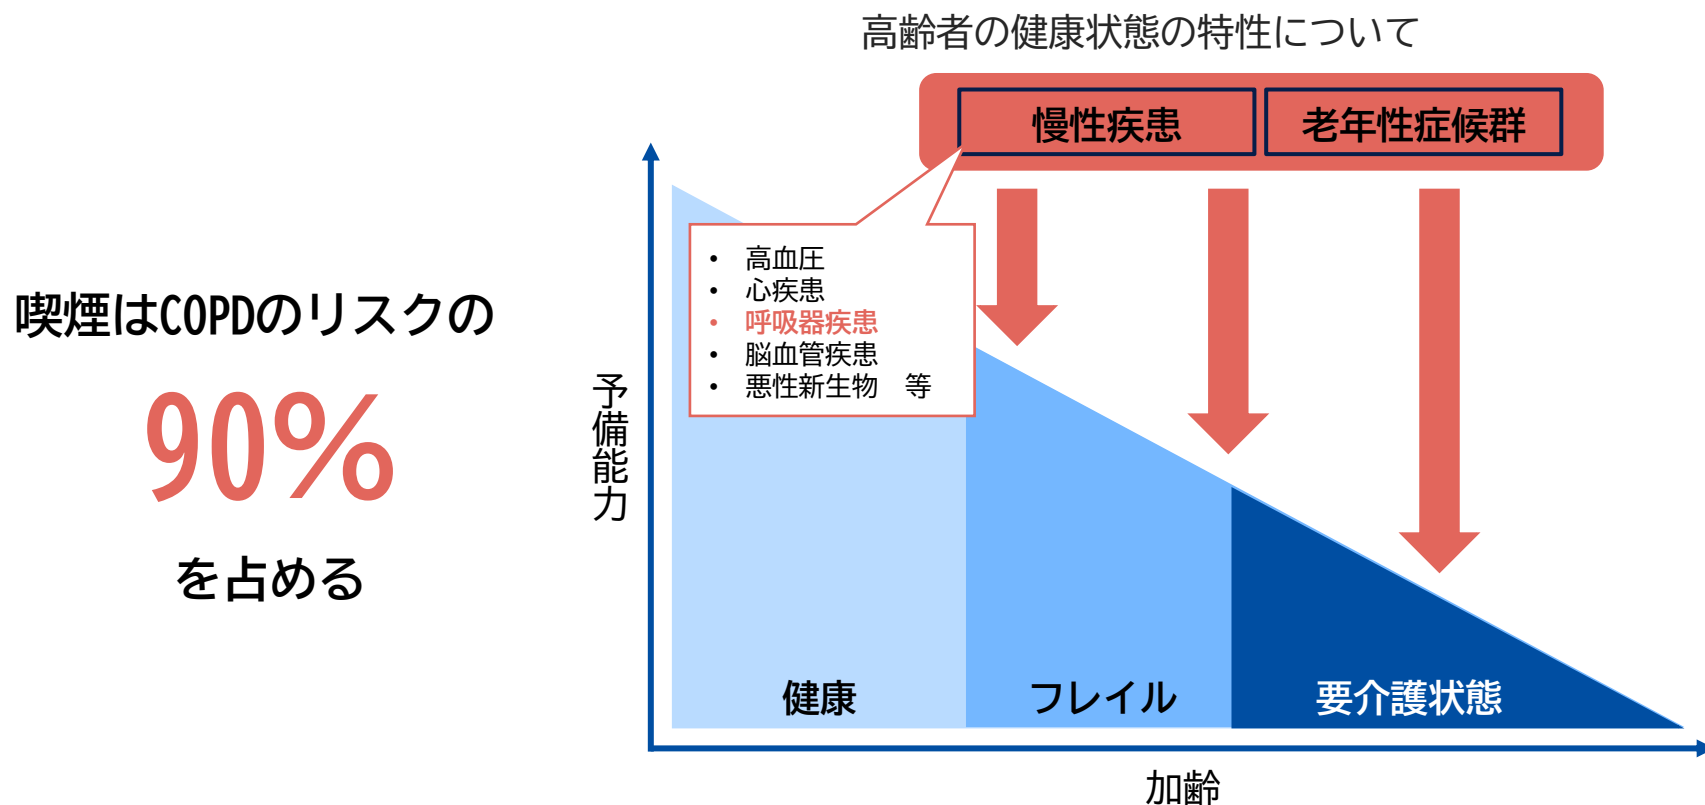 高齢者の健康状態の特性について
慢性疾患
老年性症候群
喫煙はCOPDのリスクの
90%
を占める
• 高血圧
• 心疾患
• 呼吸器疾患
• 脳血管疾患
• 悪性新生物　等
予備能力
健康
フレイル
要介護状態
加齢